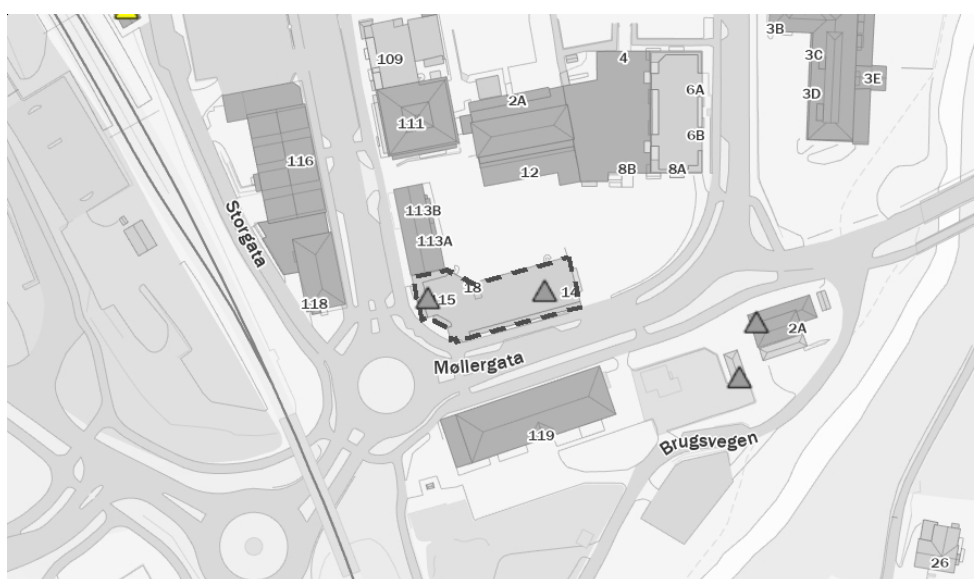 3B
109
4
3C
3E
6A
3D
2A
111
6B
116
12
8B
8A
113B
Storgata
113A
18
14
15
118
2A
Møllergata
119
Brugsvegen
26